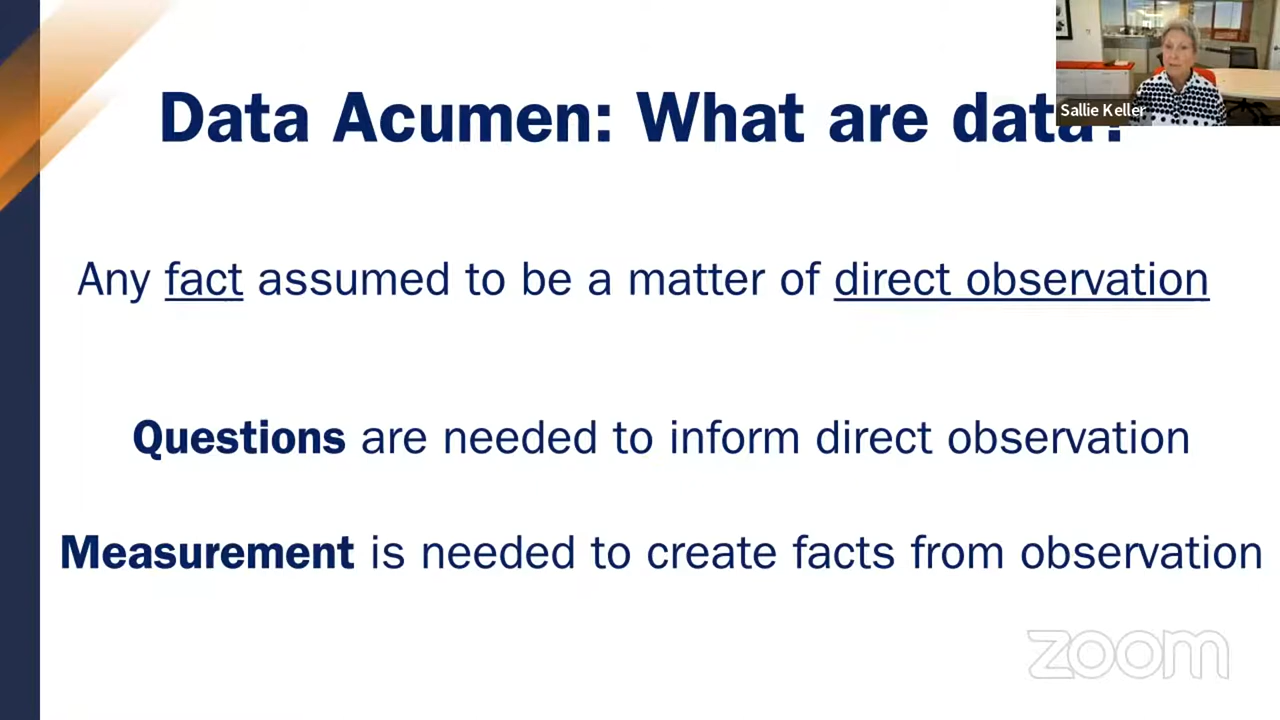 Data Acumen: What are data?
Sallie Keller
Any fact assumed to be a matter of direct observation
Questions are needed to inform direct observation
Measurement is needed to create facts from observation
zoom